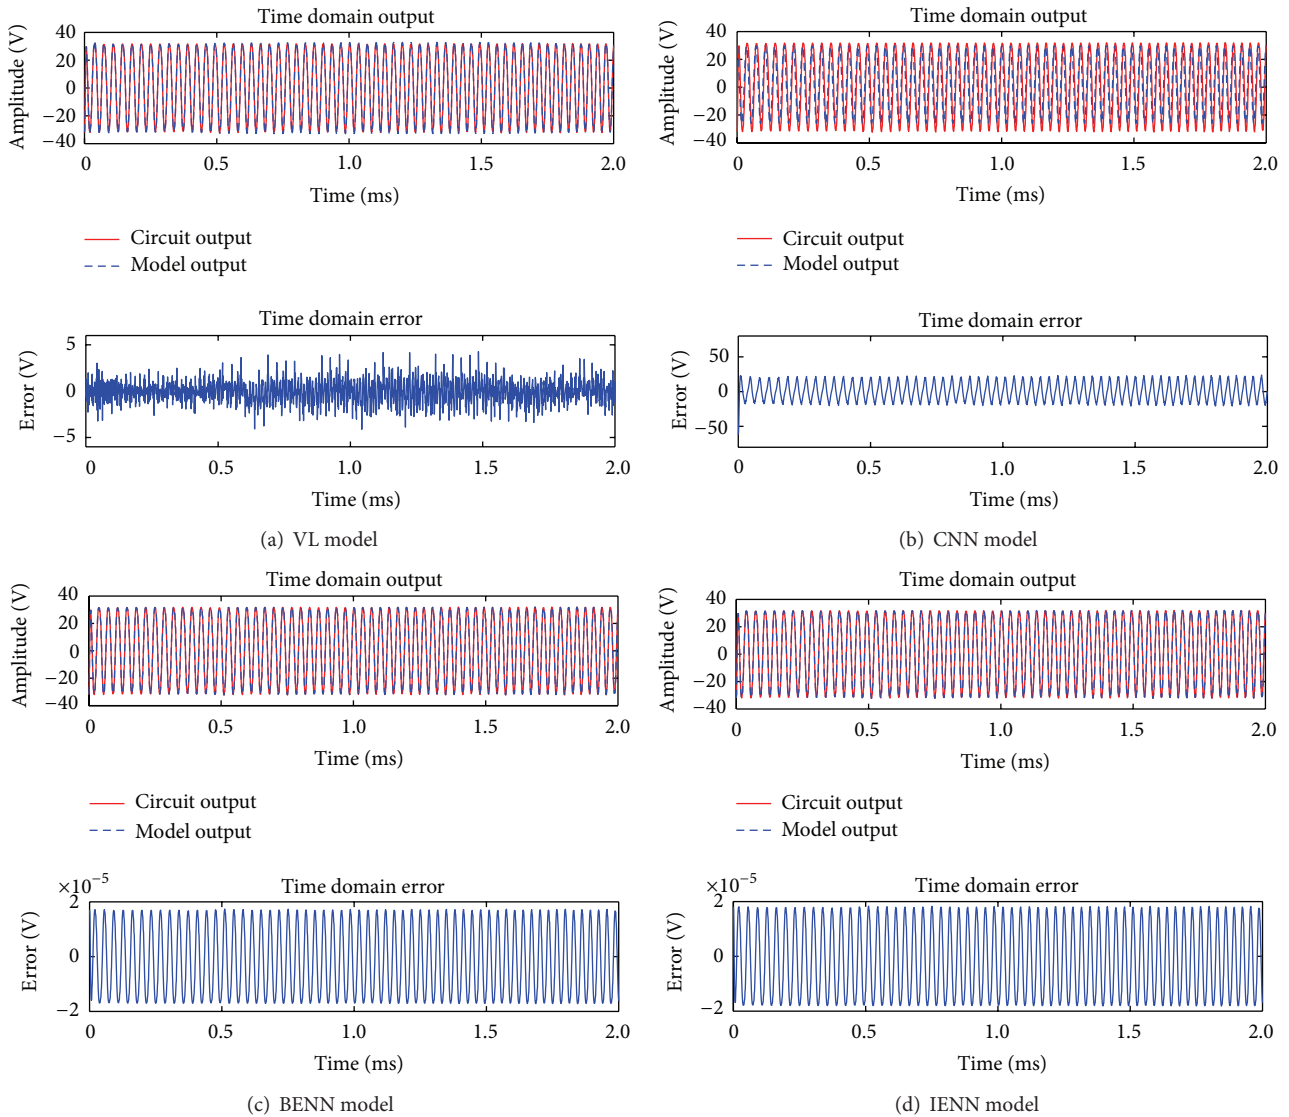 Time domain output
Amplitude (V)
40
20
0
−20
−40
0 0.5 1.0 1.5 2.0
Time (ms)
Circuit output
Model output
Time domain error
Error (V)
5
0
−5
0 0.5 1.0 1.5 2.0
Time (ms)
(a) VL model
Time domain output
Amplitude (V)
40
20
0
−20
−40
0 0.5 1.0 1.5 2.0
Time (ms)
Circuit output
Model output
Time domain error
Error (V)
50
0
−50
0 0.5 1.0 1.5 2.0
Time (ms)
(b) CNN model
Time domain output
Amplitude (V)
40
20
0
−20
−40
0 0.5 1.0 1.5 2.0
Time (ms)
Circuit output
Model output
Time domain error
×10−5
Error (V)
2
0
−2
0 0.5 1.0 1.5 2.0
Time (ms)
(c) BENN model
Time domain output
Amplitude (V)
40
20
0
−20
−40
0 0.5 1.0 1.5 2.0
Time (ms)
Circuit output
Model output
Time domain error
×10−5
Error (V)
2
0
−2
0 0.5 1.0 1.5 2.0
Time (ms)
(d) IENN model